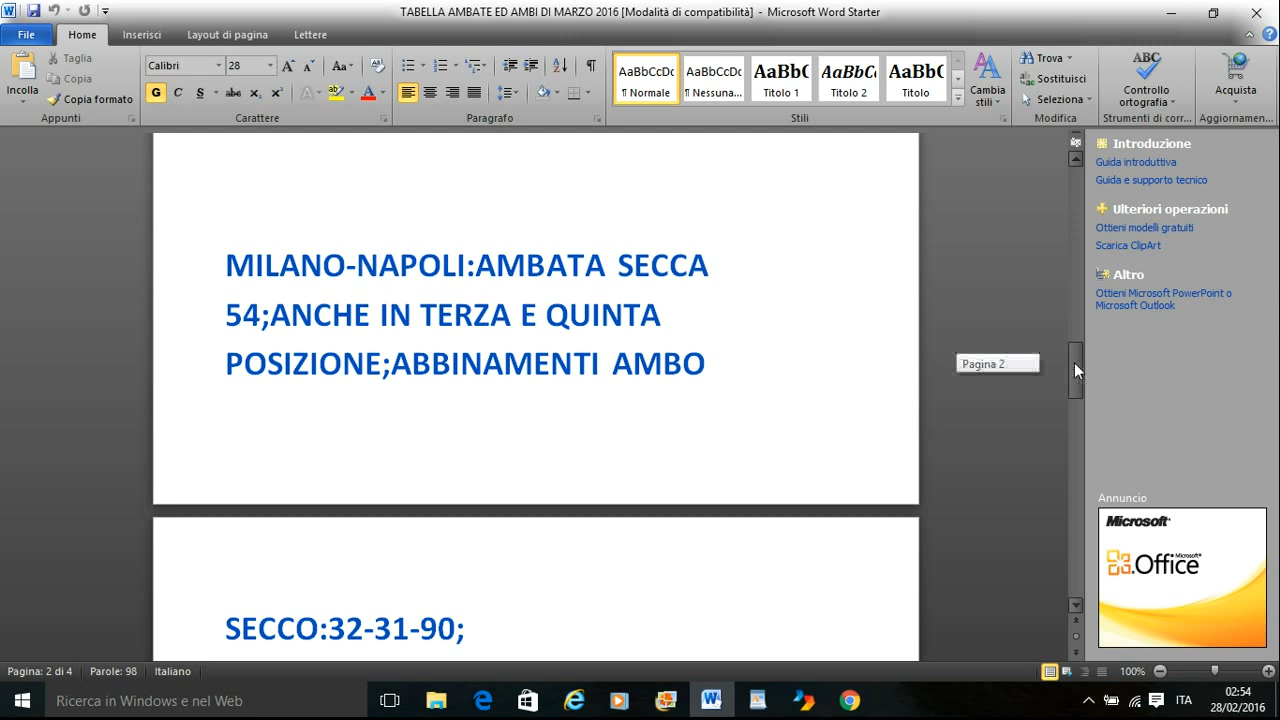 TABELLA AMBATE ED AMBI DI MARZO 2016 [Modalità di compatibilità] - Microsoft Word Starter
File Home Inserisci Layout di pagina Lettere
Incolla
Taglia
Copia
Copia formato
Appunti
Calibri 28
G C S abc x₂ x²
Aa
Carattere
Paragrafo
AaBbCcDc AaBbCcDc AaBbC AaBbCc AaBbC
¶ Normale ¶ Nessuna... Titolo 1 Titolo 2 Titolo
Cambia stili
Stili
Trova
Sostituisci
Seleziona
Modifica
ABC
Controllo ortografia
Strumenti di corr...
Acquista
Aggiornamen...
MILANO-NAPOLI:AMBATA SECCA
54;ANCHE IN TERZA E QUINTA
POSIZIONE;ABBINAMENTI AMBO
SECCO:32-31-90;
Pagina 2
Introduzione
Guida introduttiva
Guida e supporto tecnico
Ulteriori operazioni
Ottieni modelli gratuiti
Scarica ClipArt
Altro
Ottieni Microsoft PowerPoint o
Microsoft Outlook
Annuncio
Microsoft
Microsoft
Office
Pagina: 2 di 4 Parole: 98 Italiano
100%
Ricerca in Windows e nel Web
ITA
02:54
28/02/2016